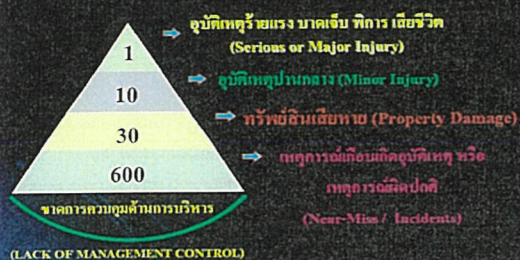 1
อุบัติเหตุร้ายแรง บาดเจ็บ พิการ เสียชีวิต
(Serious or Major Injury)
10
อุบัติเหตุปานกลาง (Minor Injury)
30
ทรัพย์สินเสียหาย (Property Damage)
600
เหตุการณ์เกือบเกิดอุบัติเหตุ หรือ
เหตุการณ์ผิดปกติ
(Near-Miss / Incidents)
ขาดการควบคุมด้านการบริหาร
(LACK OF MANAGEMENT CONTROL)